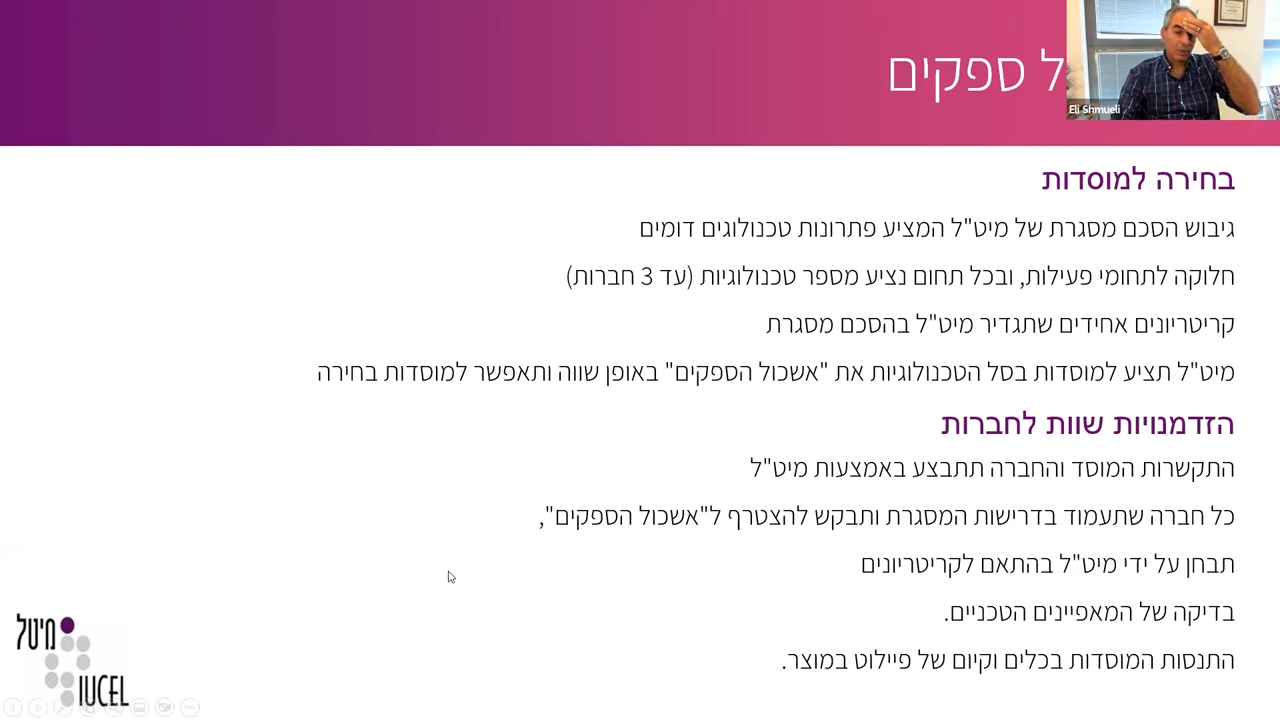 ל ספקים
Eli Shmueli
בחירה למוסדות
גיבוש הסכם מסגרת של מיט"ל המציע פתרונות טכנולוגים דומים
חלוקה לתחומי פעילות, ובכל תחום נציע מספר טכנולוגיות (עד 3 חברות)
קריטריונים אחידים שתגדיר מיט"ל בהסכם מסגרת
מיט"ל תציע למוסדות בסל הטכנולוגיות את "אשכול הספקים" באופן שווה ותאפשר למוסדות בחירה
הזדמנויות שוות לחברות
התקשרות המוסד והחברה תתבצע באמצעות מיט"ל
כל חברה שתעמוד בדרישות המסגרת ותבקש להצטרף ל"אשכול הספקים",
תבחן על ידי מיט"ל בהתאם לקריטריונים
בדיקה של המאפיינים הטכניים.
התנסות המוסדות בכלים וקיום של פיילוט במוצר.
מיטל
IUCEL